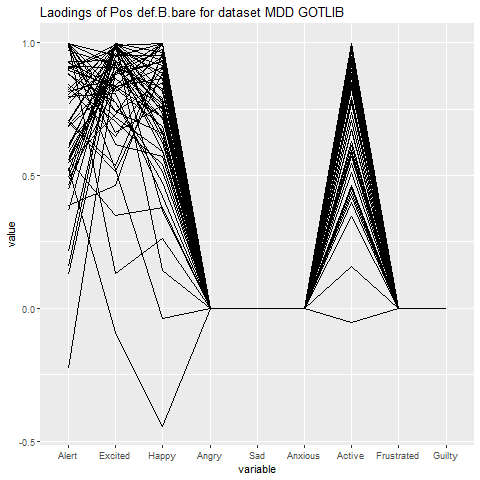 Laodings of Pos def.B.bare for dataset MDD GOTLIB
1.0
0.5
0.0
-0.5
value
Alert Excited Happy Angry Sad Anxious Active Frustrated Guilty
variable